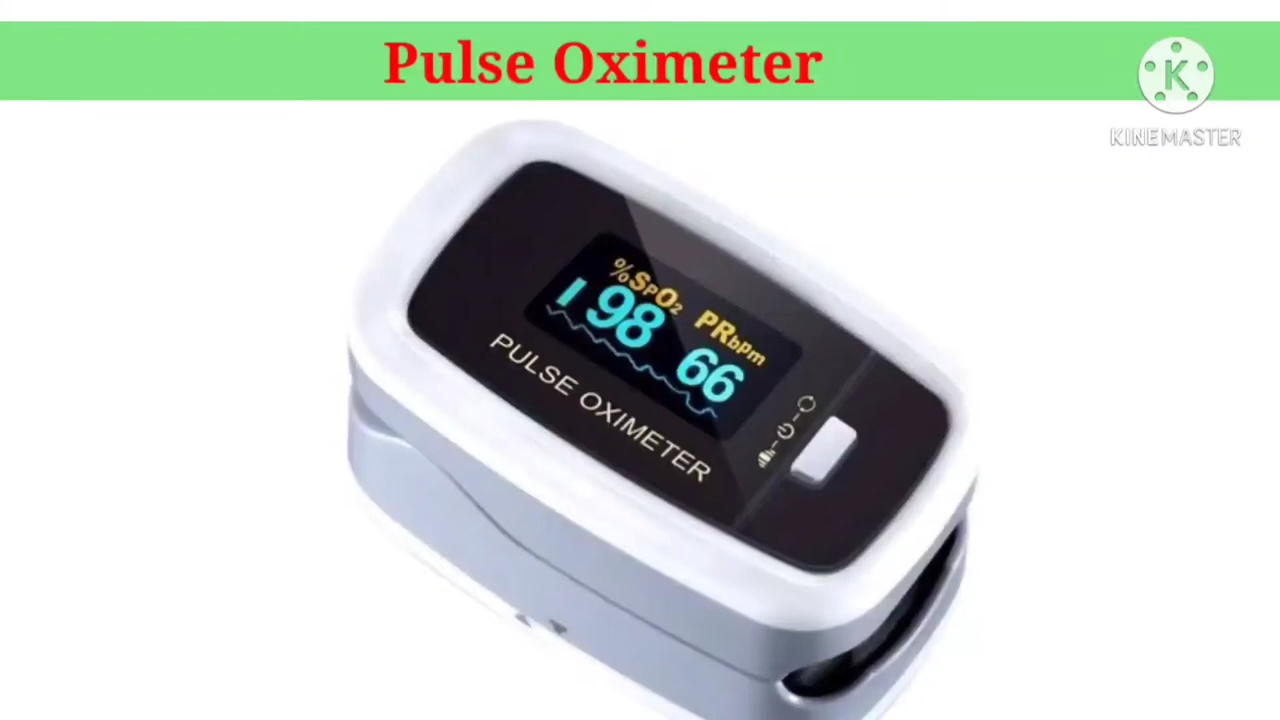 Pulse Oximeter
K
KINEMASTER
%SpO2 PRbpm
98 66
PULSE OXIMETER